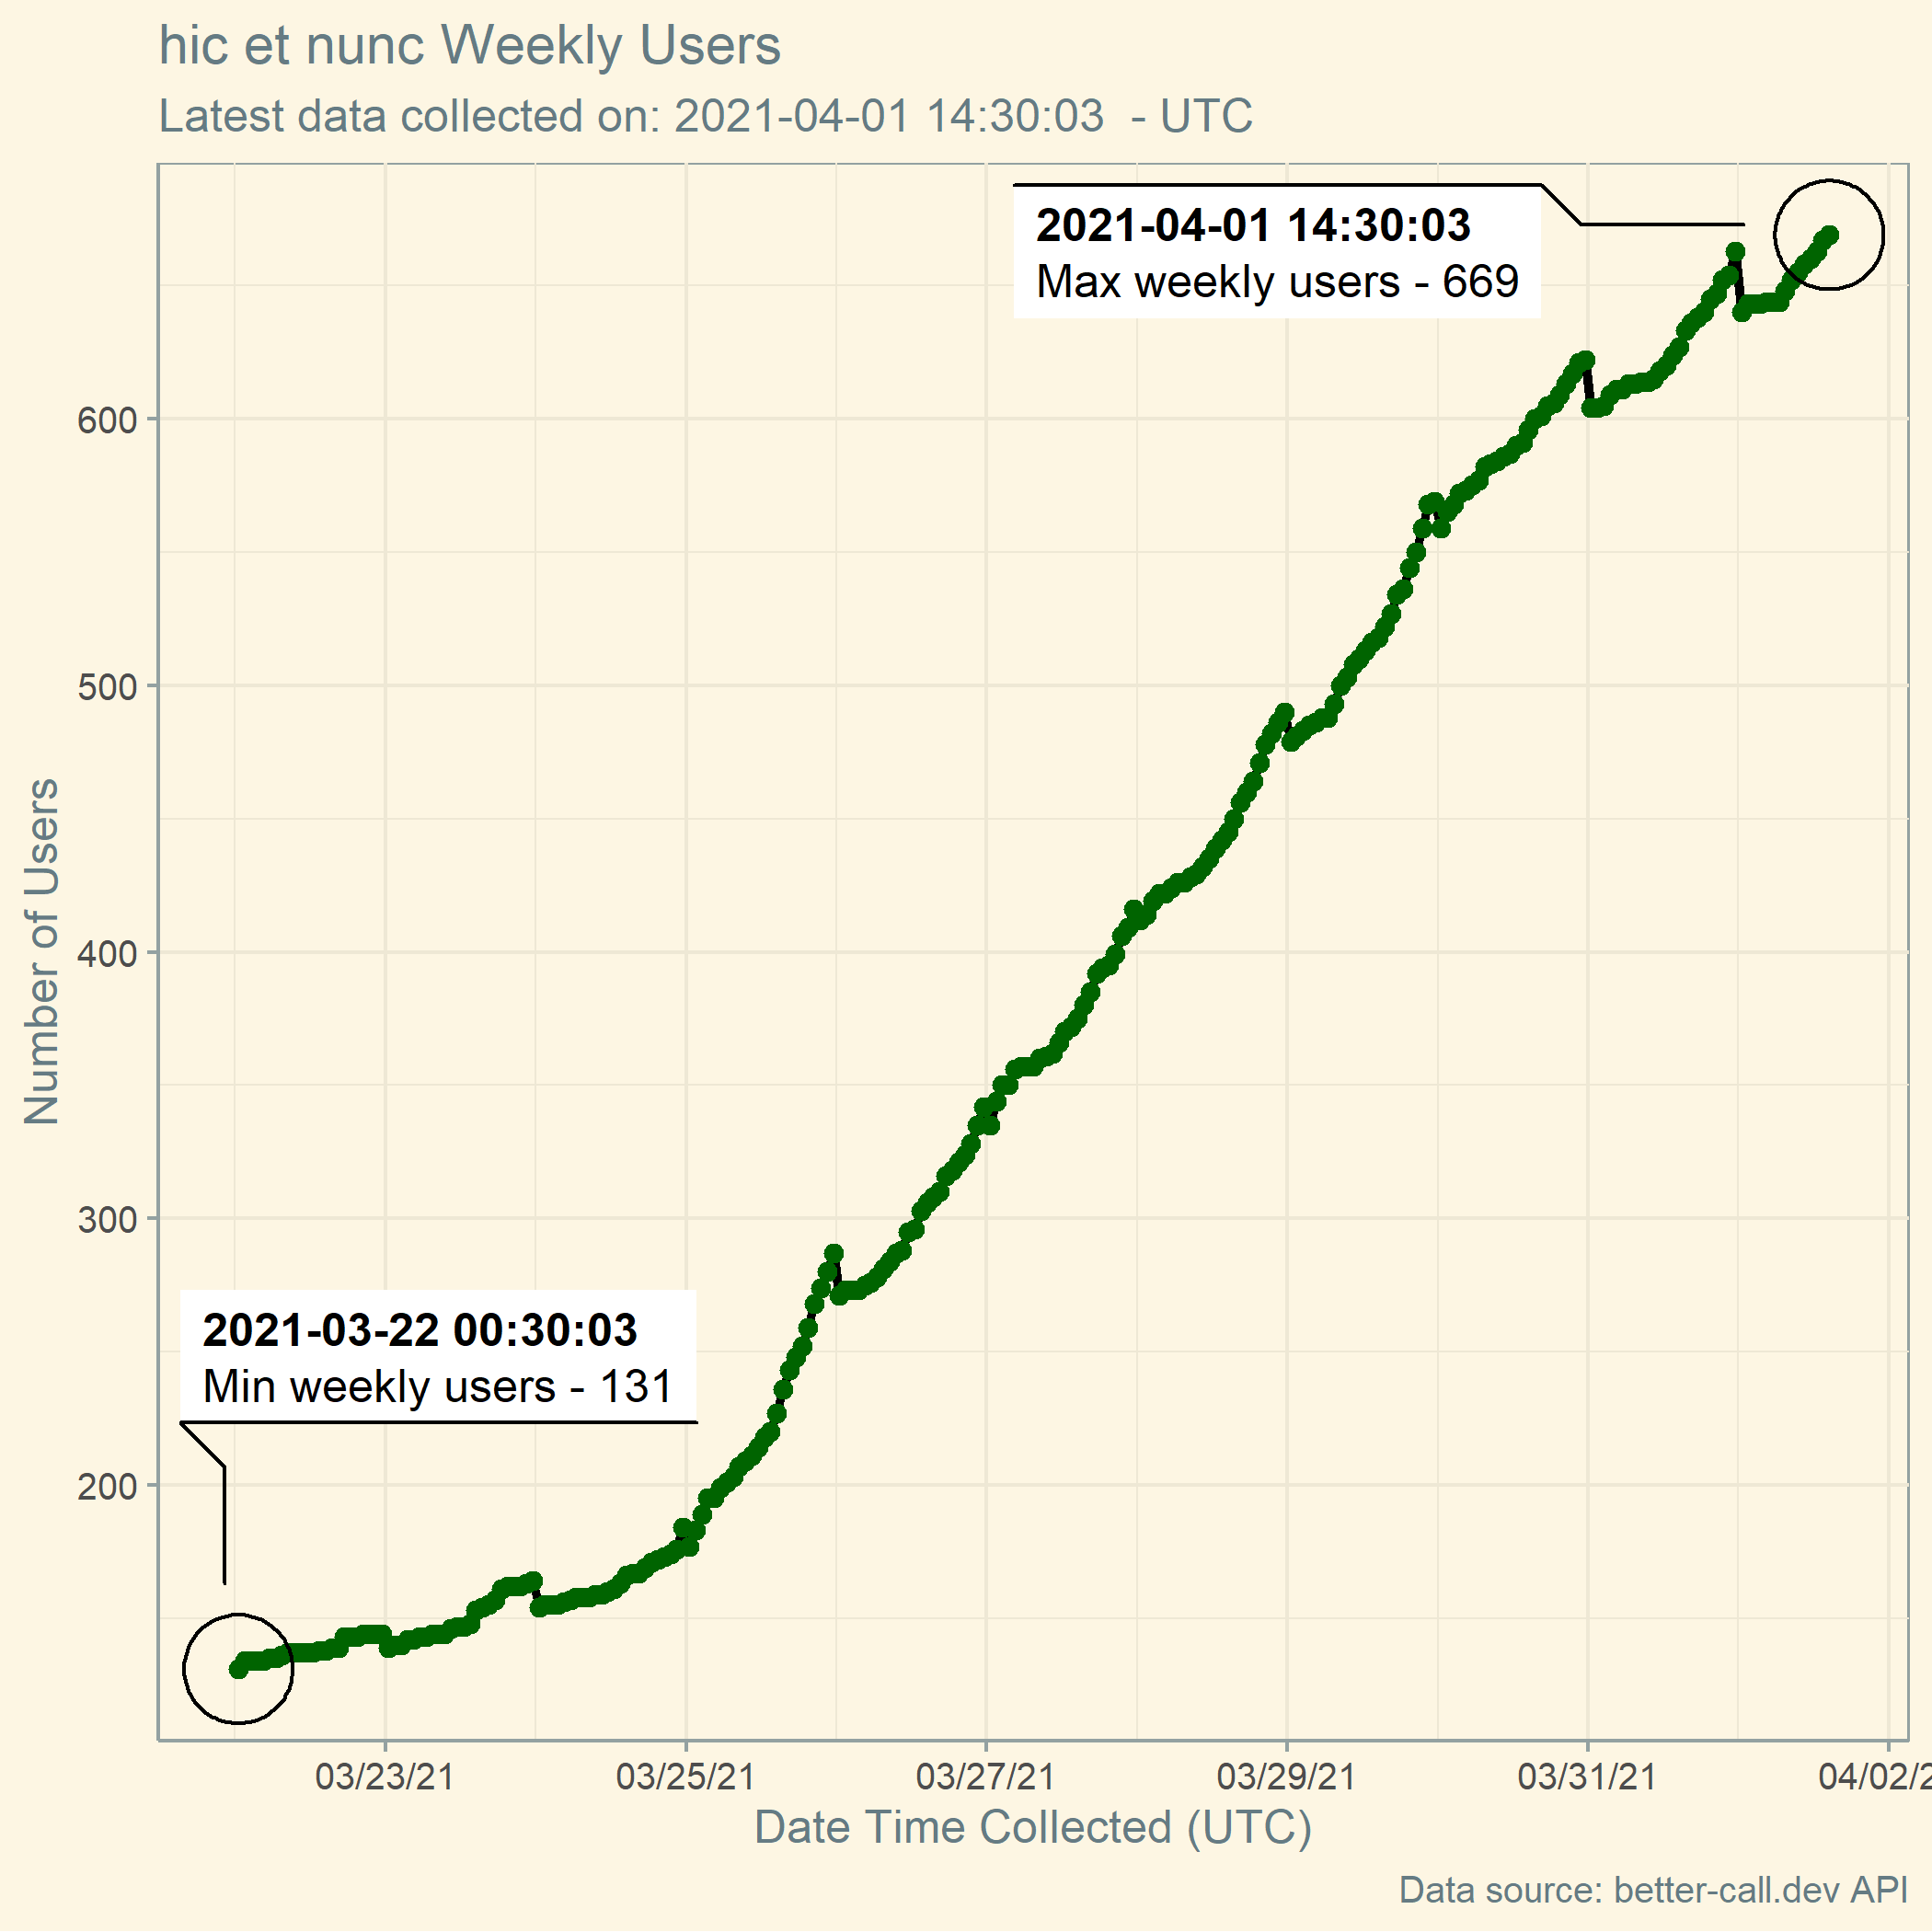 hic et nunc Weekly Users
Latest data collected on: 2021-04-01 14:30:03  - UTC
2021-04-01 14:30:03
Max weekly users - 669
600
500
400
300
200
Number of Users
2021-03-22 00:30:03
Min weekly users - 131
03/23/21 03/25/21 03/27/21 03/29/21 03/31/21 04/02/2
Date Time Collected (UTC)
Data source: better-call.dev API